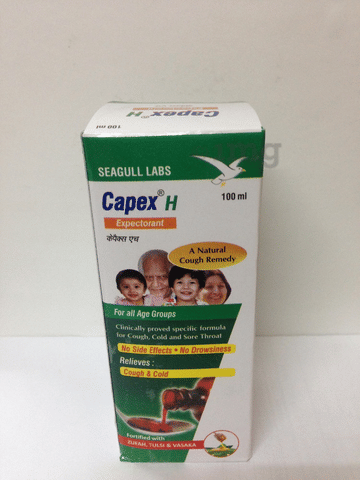 Capex® H
100 ml
SEAGULL LABS
Capex® H
100 ml
Expectorant
केपैक्स एच
A Natural
Cough Remedy
For all Age Groups
Clinically proved specific formula
for Cough, Cold and Sore Throat
No Side Effects • No Drowsiness
Relieves :
Cough & Cold
Fortified with
TULSI & VASAKA